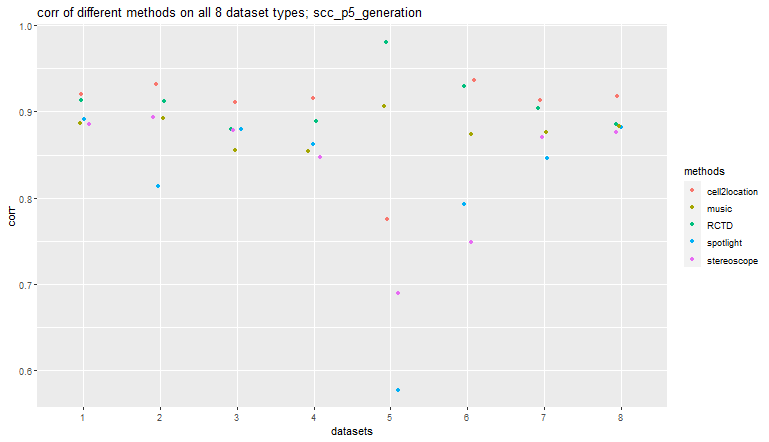 corr of different methods on all 8 dataset types; scc_p5_generation
1.0
0.9
0.8
0.7
0.6
corr
1 2 3 4 5 6 7 8
datasets
methods
cell2location
music
RCTD
spotlight
stereoscope